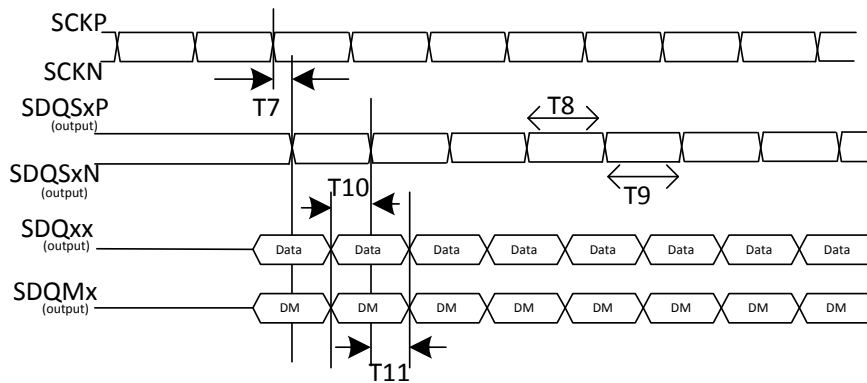 SCKP
SCKN
T7
SDQSxP
(output)
T8
SDQSxN
(output)
T9
T10
SDQxx
(output)
Data Data Data Data Data Data Data Data
SDQMx
(output)
DM DM DM DM DM DM DM DM
T11